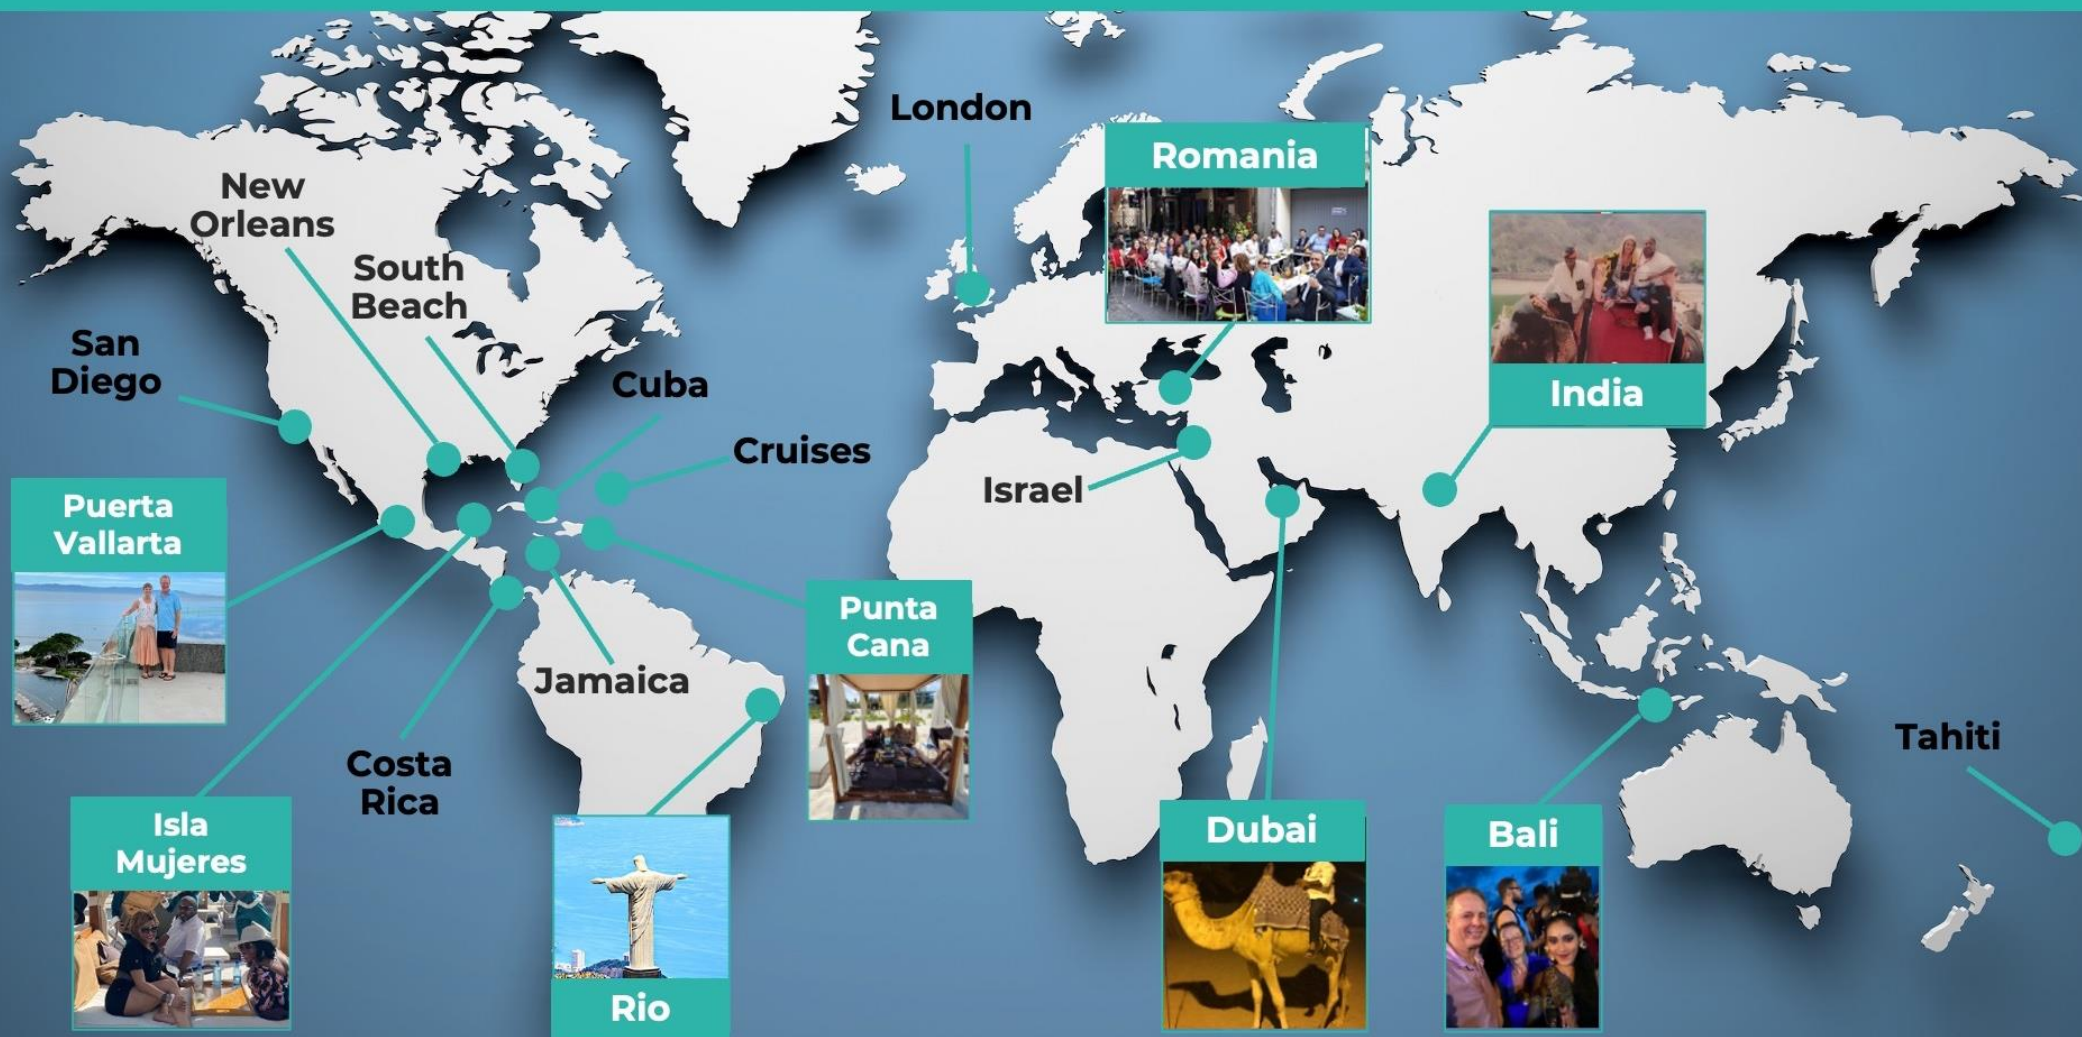 London
Romania
New
Orleans
South
Beach
San
Diego
Cuba
India
Cruises
Israel
Puerta
Vallarta
Punta
Cana
Jamaica
Tahiti
Costa
Rica
Isla
Mujeres
Dubai
Bali
Rio